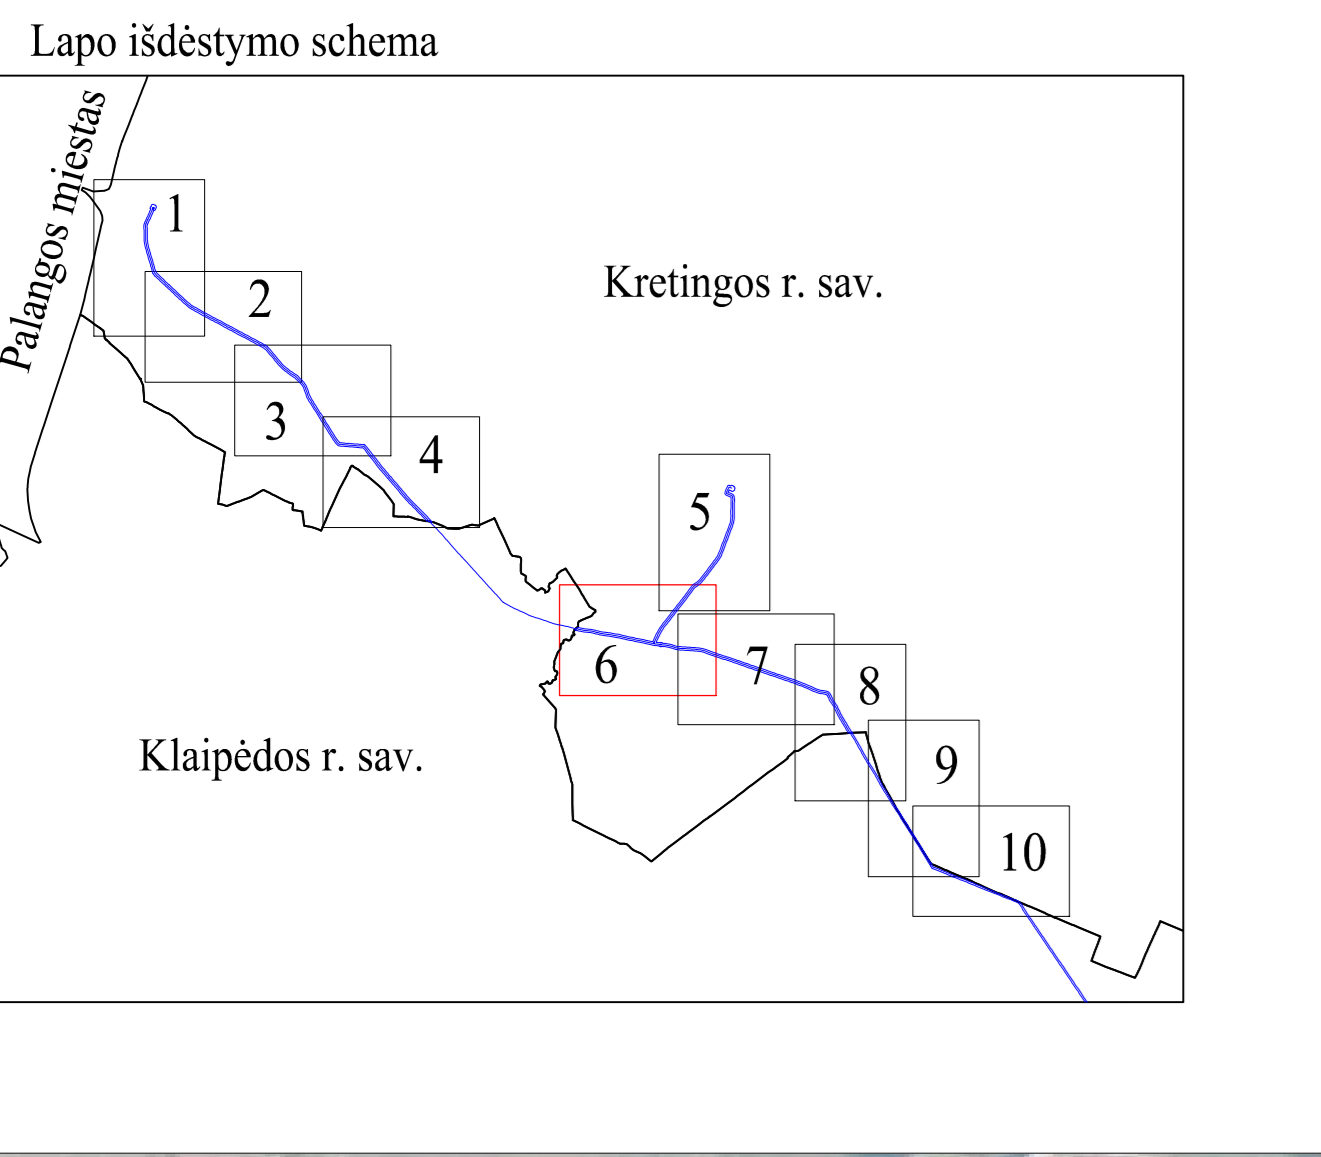 Lapo išdėstymo schema
Palangos miestas
1
2
Kretingos r. sav.
3
4
5
6
7
8
Klaipėdos r. sav.
9
10